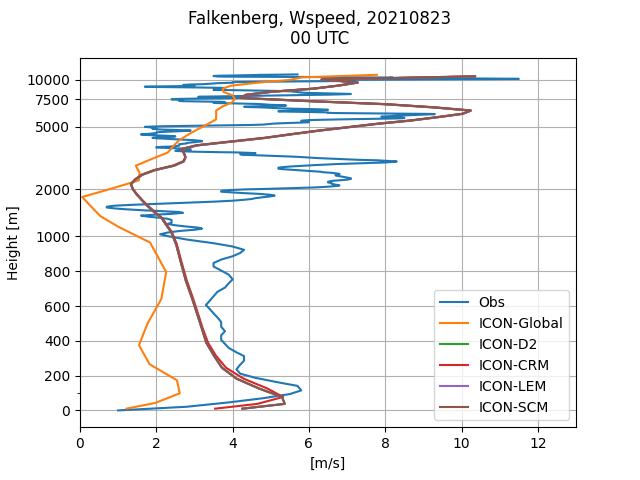 Falkenberg, Wspeed, 20210823
00 UTC
10000
7500
5000
2000
1000
800
600
400
200
0
Height [m]
Obs
ICON-Global
ICON-D2
ICON-CRM
ICON-LEM
ICON-SCM
0 2 4 6 8 10 12
[m/s]